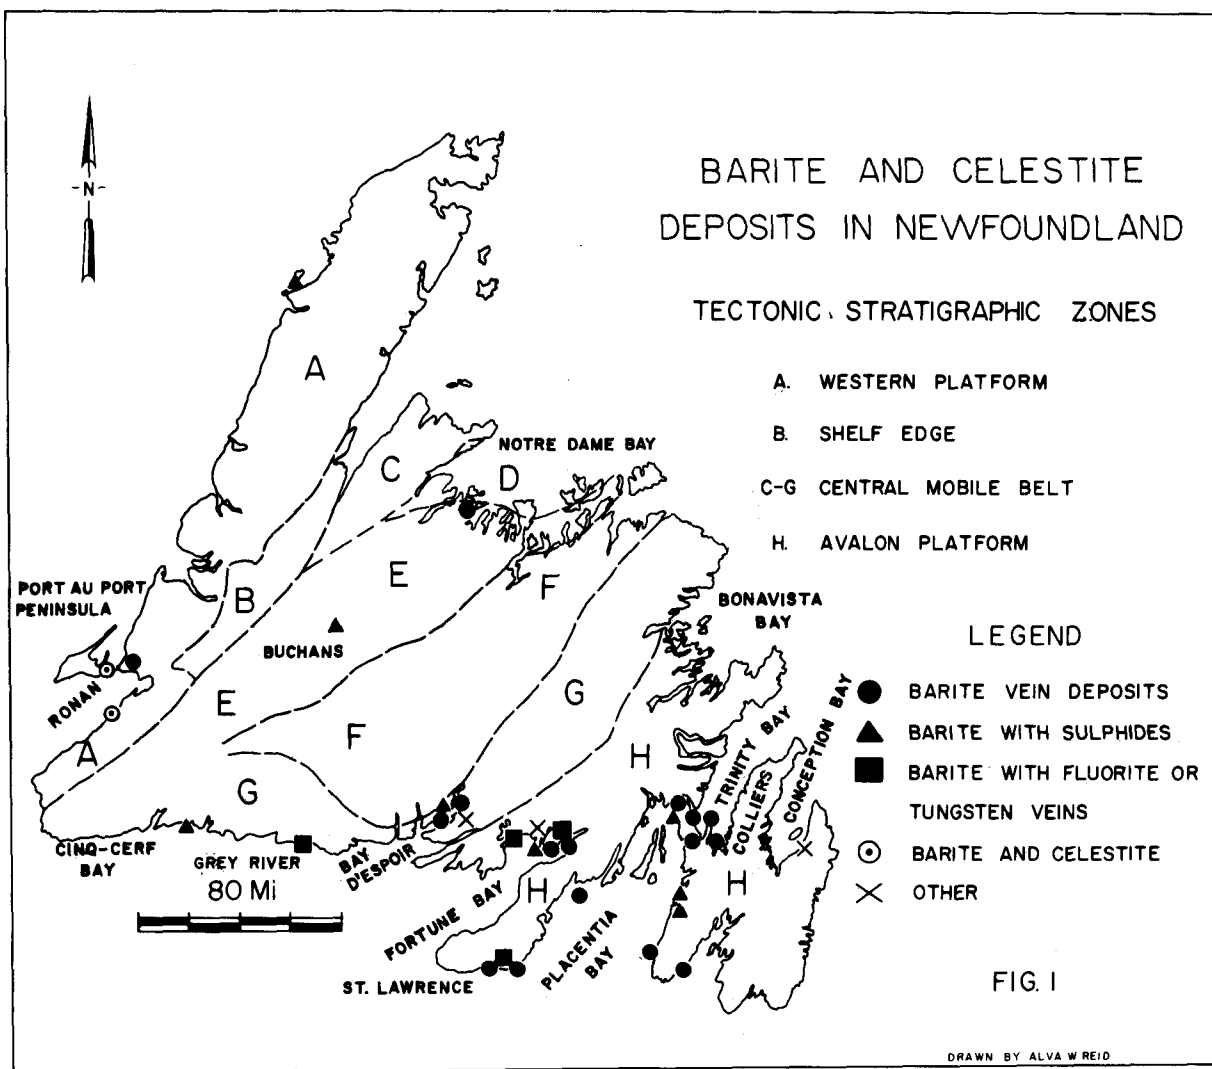 BARITE AND CELESTITE
DEPOSITS IN NEWFOUNDLAND
TECTONIC STRATIGRAPHIC ZONES
A. WESTERN PLATFORM
B. SHELF EDGE
C-G CENTRAL MOBILE BELT
H. AVALON PLATFORM
LEGEND
BARITE VEIN DEPOSITS
BARITE WITH SULPHIDES
BARITE WITH FLUORITE OR
TUNGSTEN VEINS
BARITE AND CELESTITE
OTHER
FIG. 1
DRAWN BY ALVA W REID
-N-
A
C
NOTRE DAME BAY
D
E
F
PORT AU PORT
PENINSULA
B
BONAVISTA
BAY
BUCHANS
RONAN
E
G
A
F
H
TRINITY BAY
COLLIERS
CONCEPTION BAY
G
CINQ-CERF
BAY
GREY RIVER
BAY
D'ESPOIR
80 Mi
H
H
FORTUNE BAY
PLACENTIA
BAY
ST. LAWRENCE